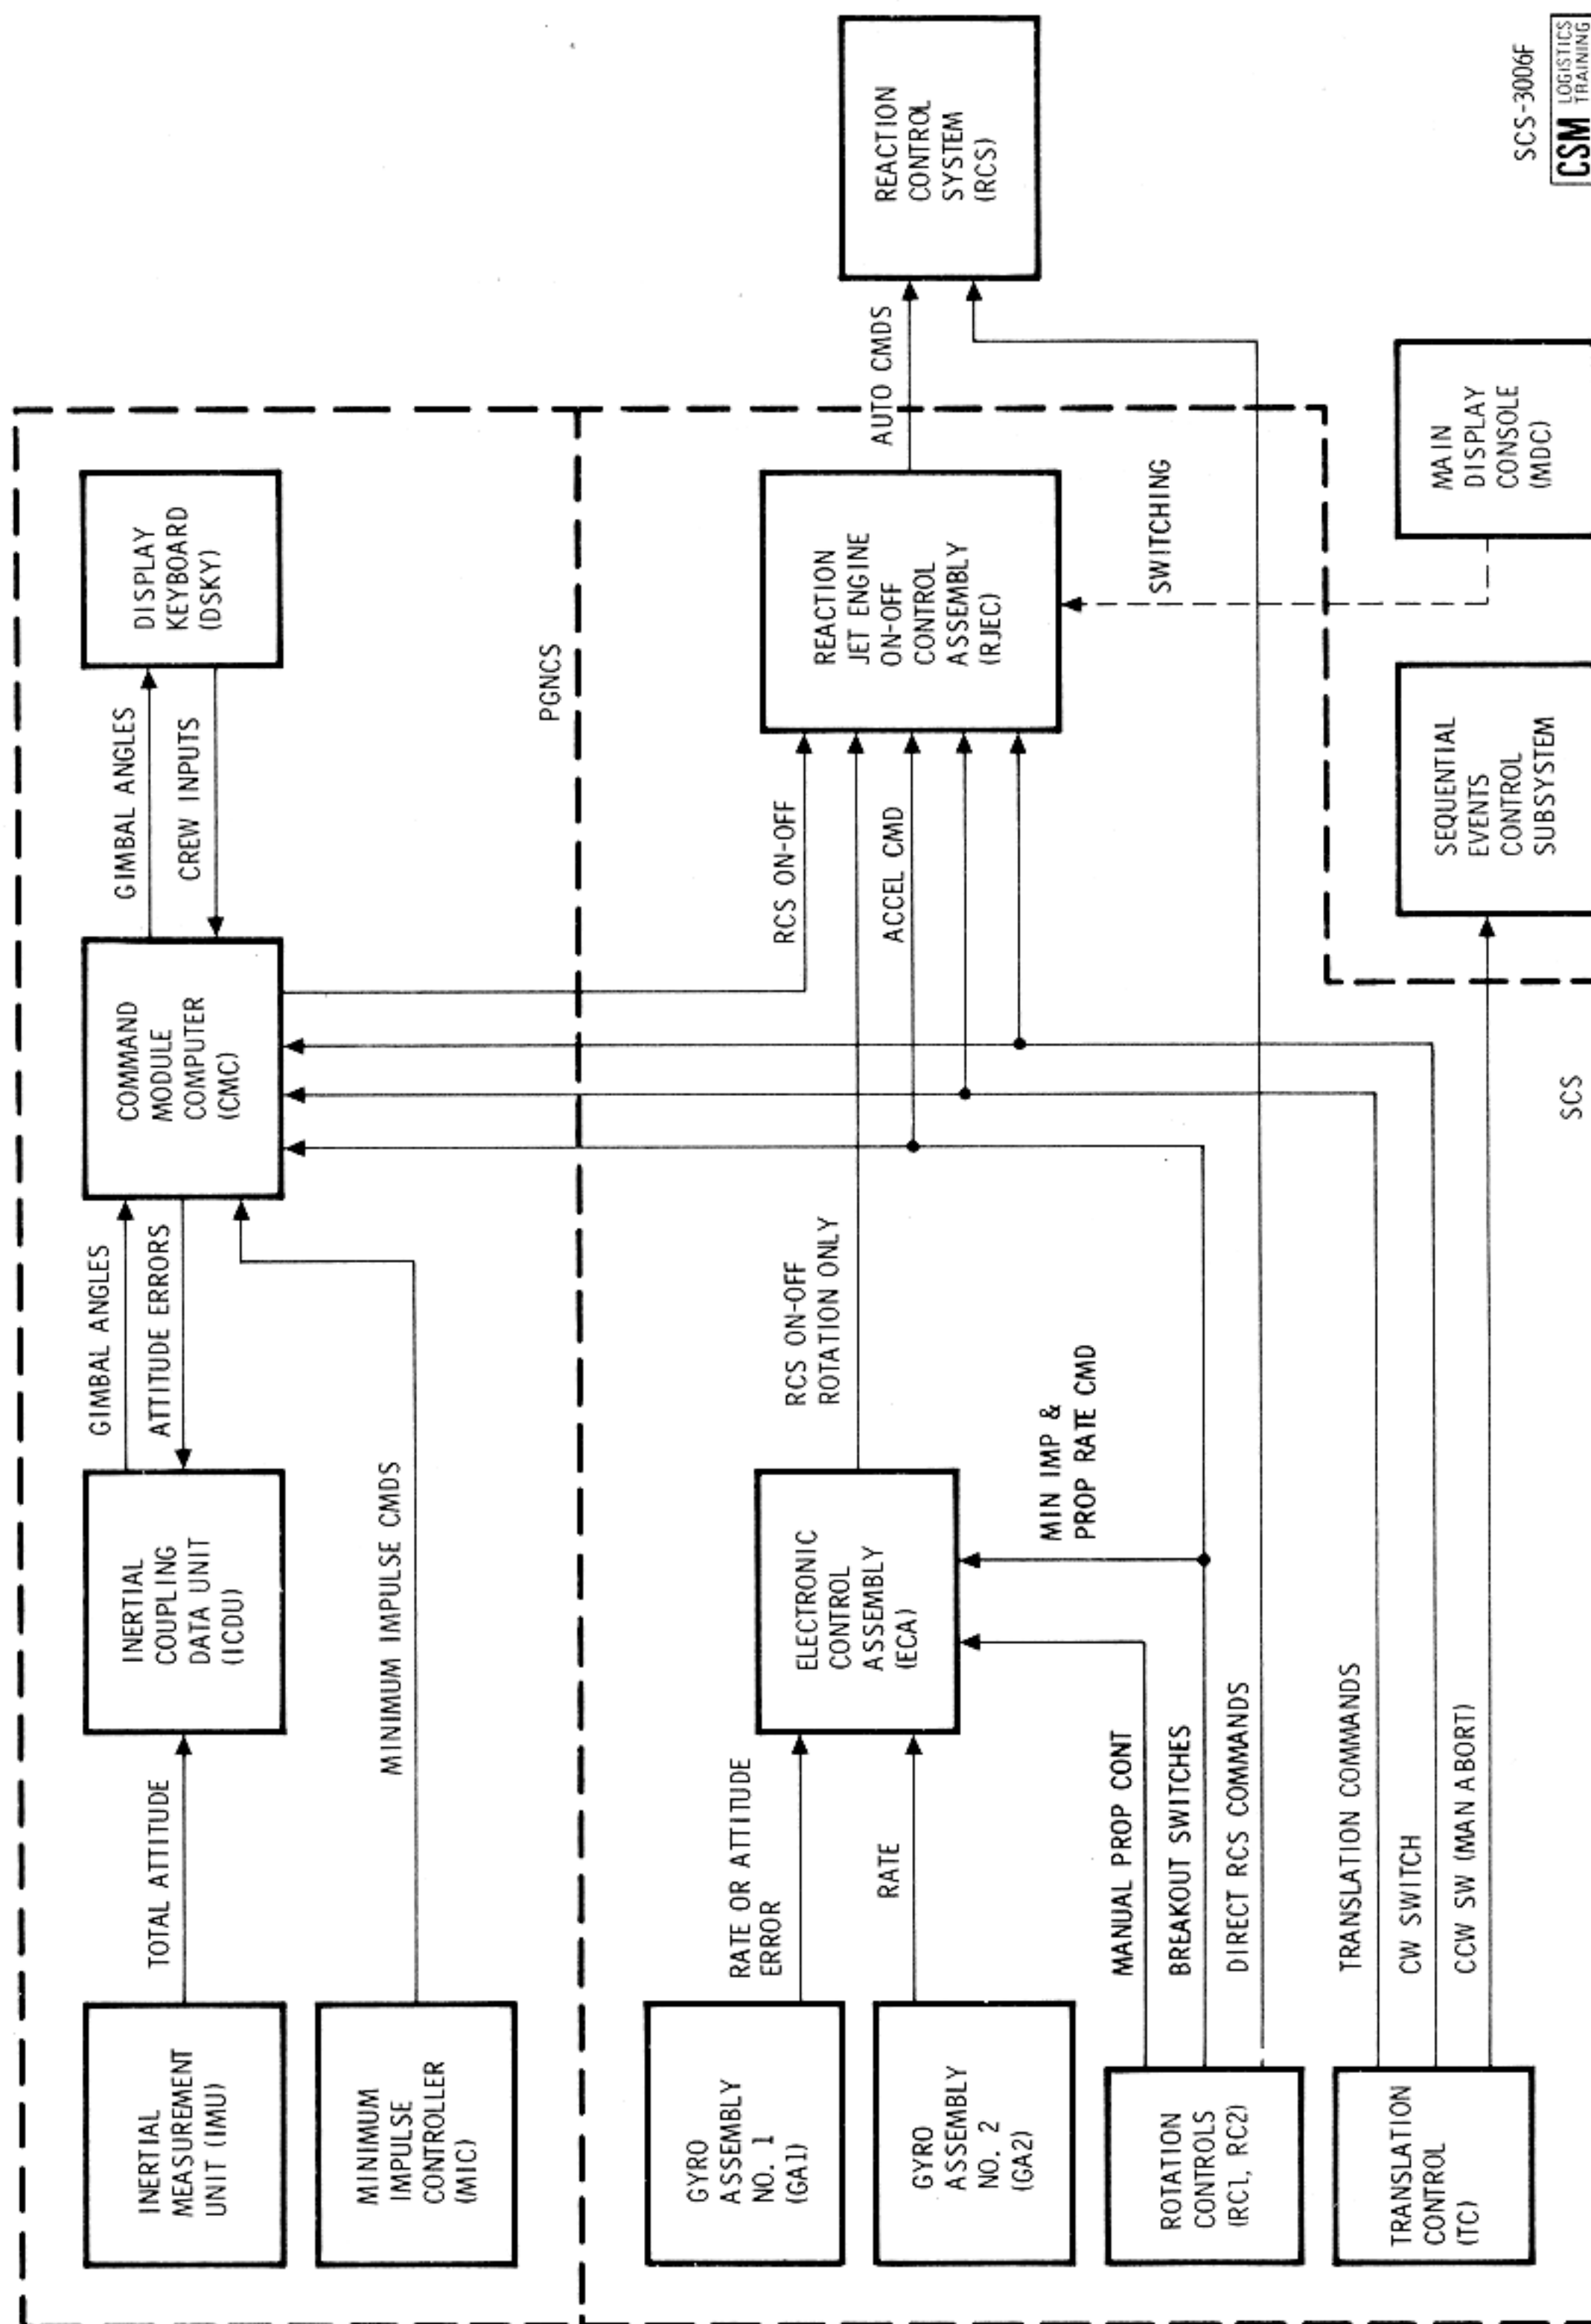 INERTIAL
MEASUREMENT
UNIT (IMU)
TOTAL ATTITUDE
INERTIAL
COUPLING
DATA UNIT
(ICDU)
GIMBAL ANGLES
ATTITUDE ERRORS
COMMAND
MODULE
COMPUTER
(CMC)
GIMBAL ANGLES
CREW INPUTS
DISPLAY
KEYBOARD
(DSKY)
MINIMUM
IMPULSE
CONTROLLER
(MIC)
MINIMUM IMPULSE CMDS
PGNCS
GYRO
ASSEMBLY
NO. 1
(GA1)
RATE OR ATTITUDE
ERROR
GYRO
ASSEMBLY
NO. 2
(GA2)
RATE
ELECTRONIC
CONTROL
ASSEMBLY
(ECA)
RCS ON-OFF
ROTATION ONLY
MIN IMP &
PROP RATE CMD
RCS ON-OFF
ACCEL CMD
REACTION
JET ENGINE
ON-OFF
CONTROL
ASSEMBLY
(RJEC)
AUTO CMDS
REACTION
CONTROL
SYSTEM
(RCS)
SWITCHING
ROTATION
CONTROLS
(RC1, RC2)
MANUAL PROP CONT
BREAKOUT SWITCHES
DIRECT RCS COMMANDS
TRANSLATION
CONTROL
(TC)
TRANSLATION COMMANDS
CW SWITCH
CCW SW (MAN ABORT)
SEQUENTIAL
EVENTS
CONTROL
SUBSYSTEM
MAIN
DISPLAY
CONSOLE
(MDC)
SCS
SCS-3006F
CSM LOGISTICS
TRAINING